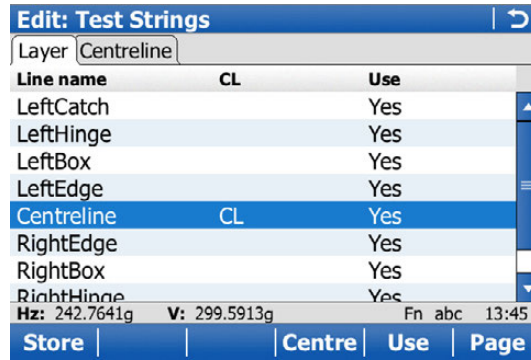 Edit: Test Strings
Layer Centreline
Line name CL Use
LeftCatch Yes
LeftHinge Yes
LeftBox Yes
LeftEdge Yes
Centreline CL Yes
RightEdge Yes
RightBox Yes
RightHinge Yes
Hz: 242.7641g V: 299.5913g Fn abc 13:45
Store Centre Use Page